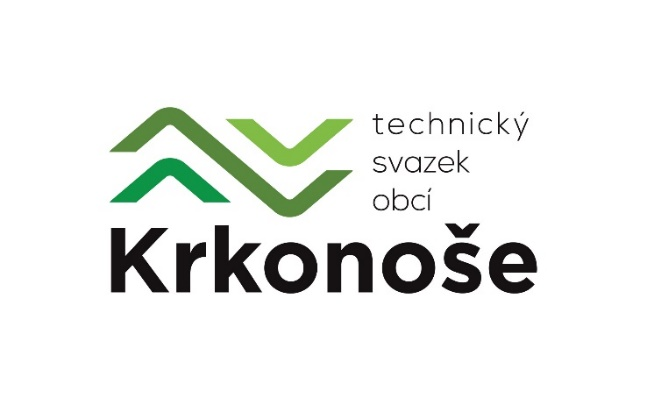 technický
svazek
obcí
Krkonoše